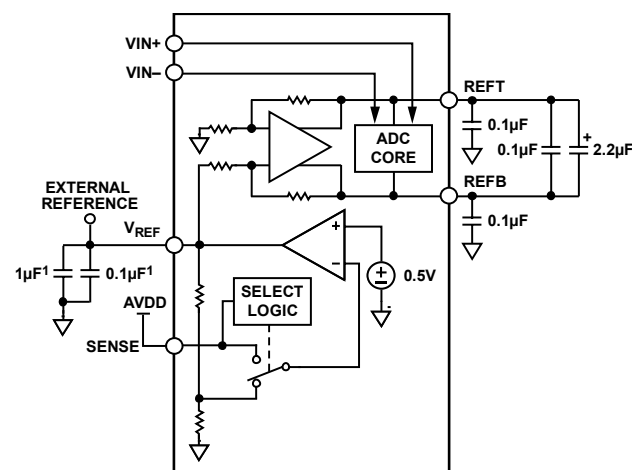 VIN+
VIN–
REFT
0.1µF
ADC
CORE
0.1µF
+
2.2µF
REFB
EXTERNAL
REFERENCE
0.1µF
VREF
+
–
0.5V
+
–
1µF1
0.1µF1
SELECT
LOGIC
AVDD
SENSE